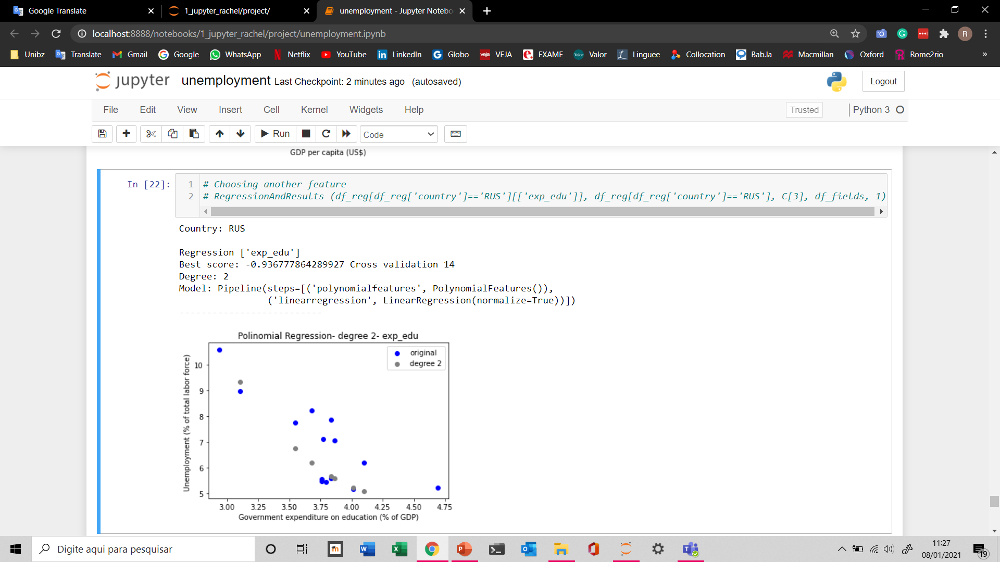 Google Translate
1_jupyter_rachel/project/
unemployment - Jupyter Notebo
localhost:8888/notebooks/1_jupyter_rachel/project/unemployment.ipynb
R
Unibz Translate Gmail Google WhatsApp Netflix YouTube LinkedIn Globo VEJA EXAME Valor Linguee Collocation Bab.la Macmillan Oxford Rome2rio »
jupyter unemployment Last Checkpoint: 2 minutes ago (autosaved)
Logout
File Edit View Insert Cell Kernel Widgets Help
Trusted Python 3
Run Code
GDP per capita (US$)
In [22]:
1 # Choosing another feature
2 # RegressionAndResults (df_reg[df_reg['country']=='RUS'][['exp_edu']], df_reg[df_reg['country']=='RUS'], C[3], df_fields, 1)
Country: RUS
Regression ['exp_edu']
Best score: -0.936777864289927 Cross validation 14
Degree: 2
Model: Pipeline(steps=[('polynomialfeatures', PolynomialFeatures()),
('linearregression', LinearRegression(normalize=True))])
--------------------------
Polinomial Regression- degree 2- exp_edu
original
degree 2
Unemployment (% of total labor force)
10
9
8
7
6
5
3.00 3.25 3.50 3.75 4.00 4.25 4.50 4.75
Government expenditure on education (% of GDP)
Digite aqui para pesquisar
11:27
08/01/2021
19